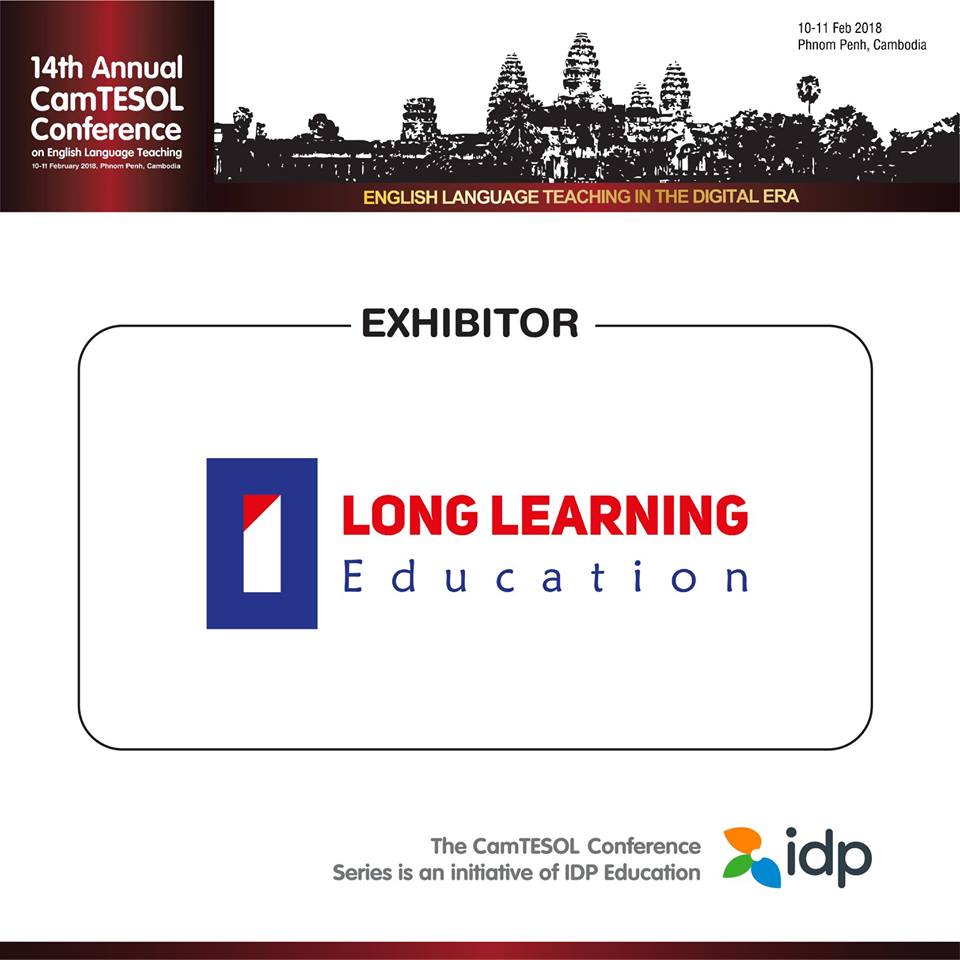 14th Annual
CamTESOL
Conference
on English Language Teaching
10-11 February 2018, Phnom Penh, Cambodia
10-11 Feb 2018
Phnom Penh, Cambodia
ENGLISH LANGUAGE TEACHING IN THE DIGITAL ERA
EXHIBITOR
LONG LEARNING
Education
The CamTESOL Conference
Series is an initiative of IDP Education
idp